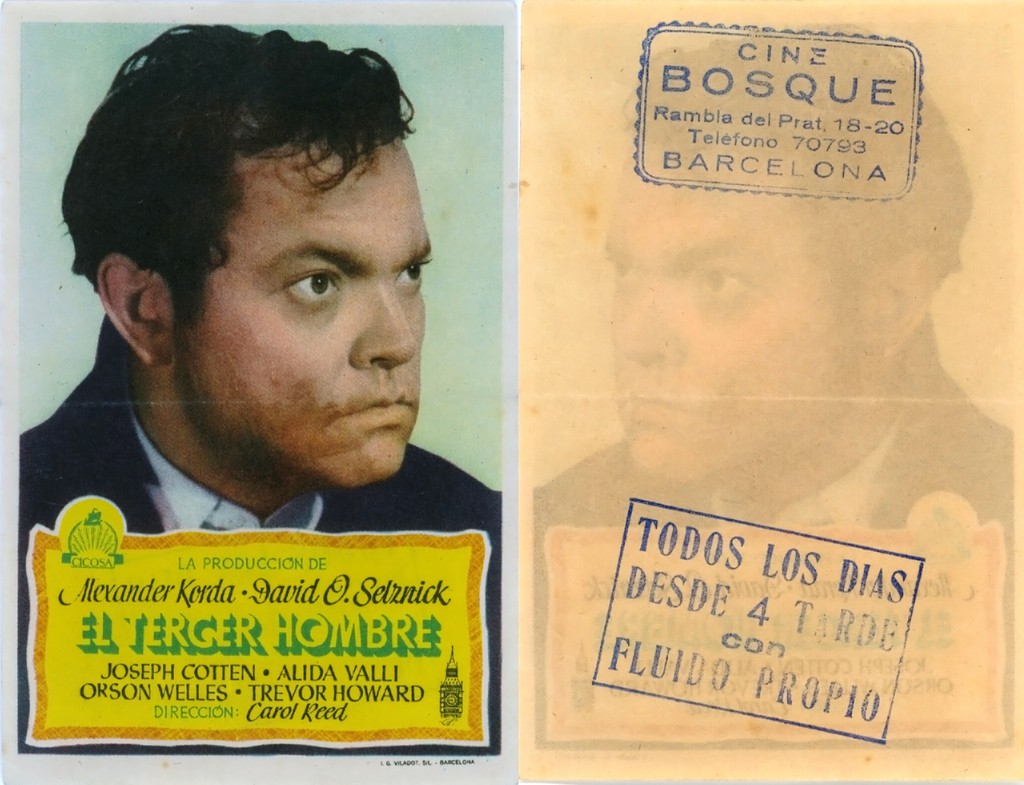 CICOSA
LA PRODUCCIÓN DE
Alexander Korda · David O. Selznick
EL TERCER HOMBRE
JOSEPH COTTEN · ALIDA VALLI
ORSON WELLES · TREVOR HOWARD
DIRECCIÓN: Carol Reed
I. G. VILADOT. S/L - BARCELONA
CINE
BOSQUE
Rambla del Prat, 18-20
Teléfono 70793
BARCELONA
TODOS LOS DIAS
DESDE 4 TARDE
con
FLUIDO PROPIO